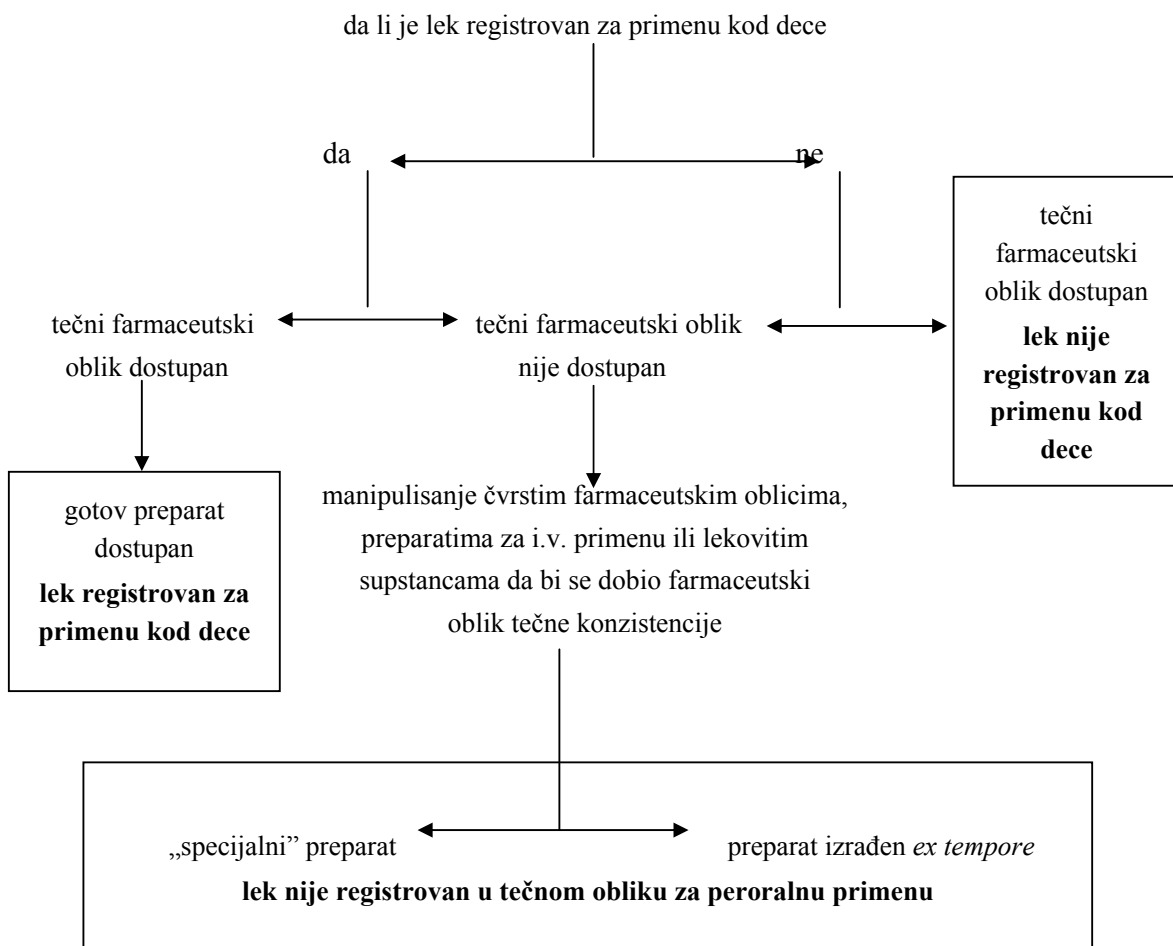 da li je lek registrovan za primenu kod dece
da
ne
tečni farmaceutski
oblik dostupan
tečni farmaceutski oblik
nije dostupan
tečni
farmaceutski
oblik dostupan
lek nije
registrovan za
primenu kod
dece
gotov preparat
dostupan
lek registrovan za
primenu kod dece
manipulisanje čvrstim farmaceutskim oblicima,
preparatima za i.v. primenu ili lekovitim
supstancama da bi se dobio farmaceutski
oblik tečne konzistencije
„specijalni” preparat
preparat izrađen ex tempore
lek nije registrovan u tečnom obliku za peroralnu primenu